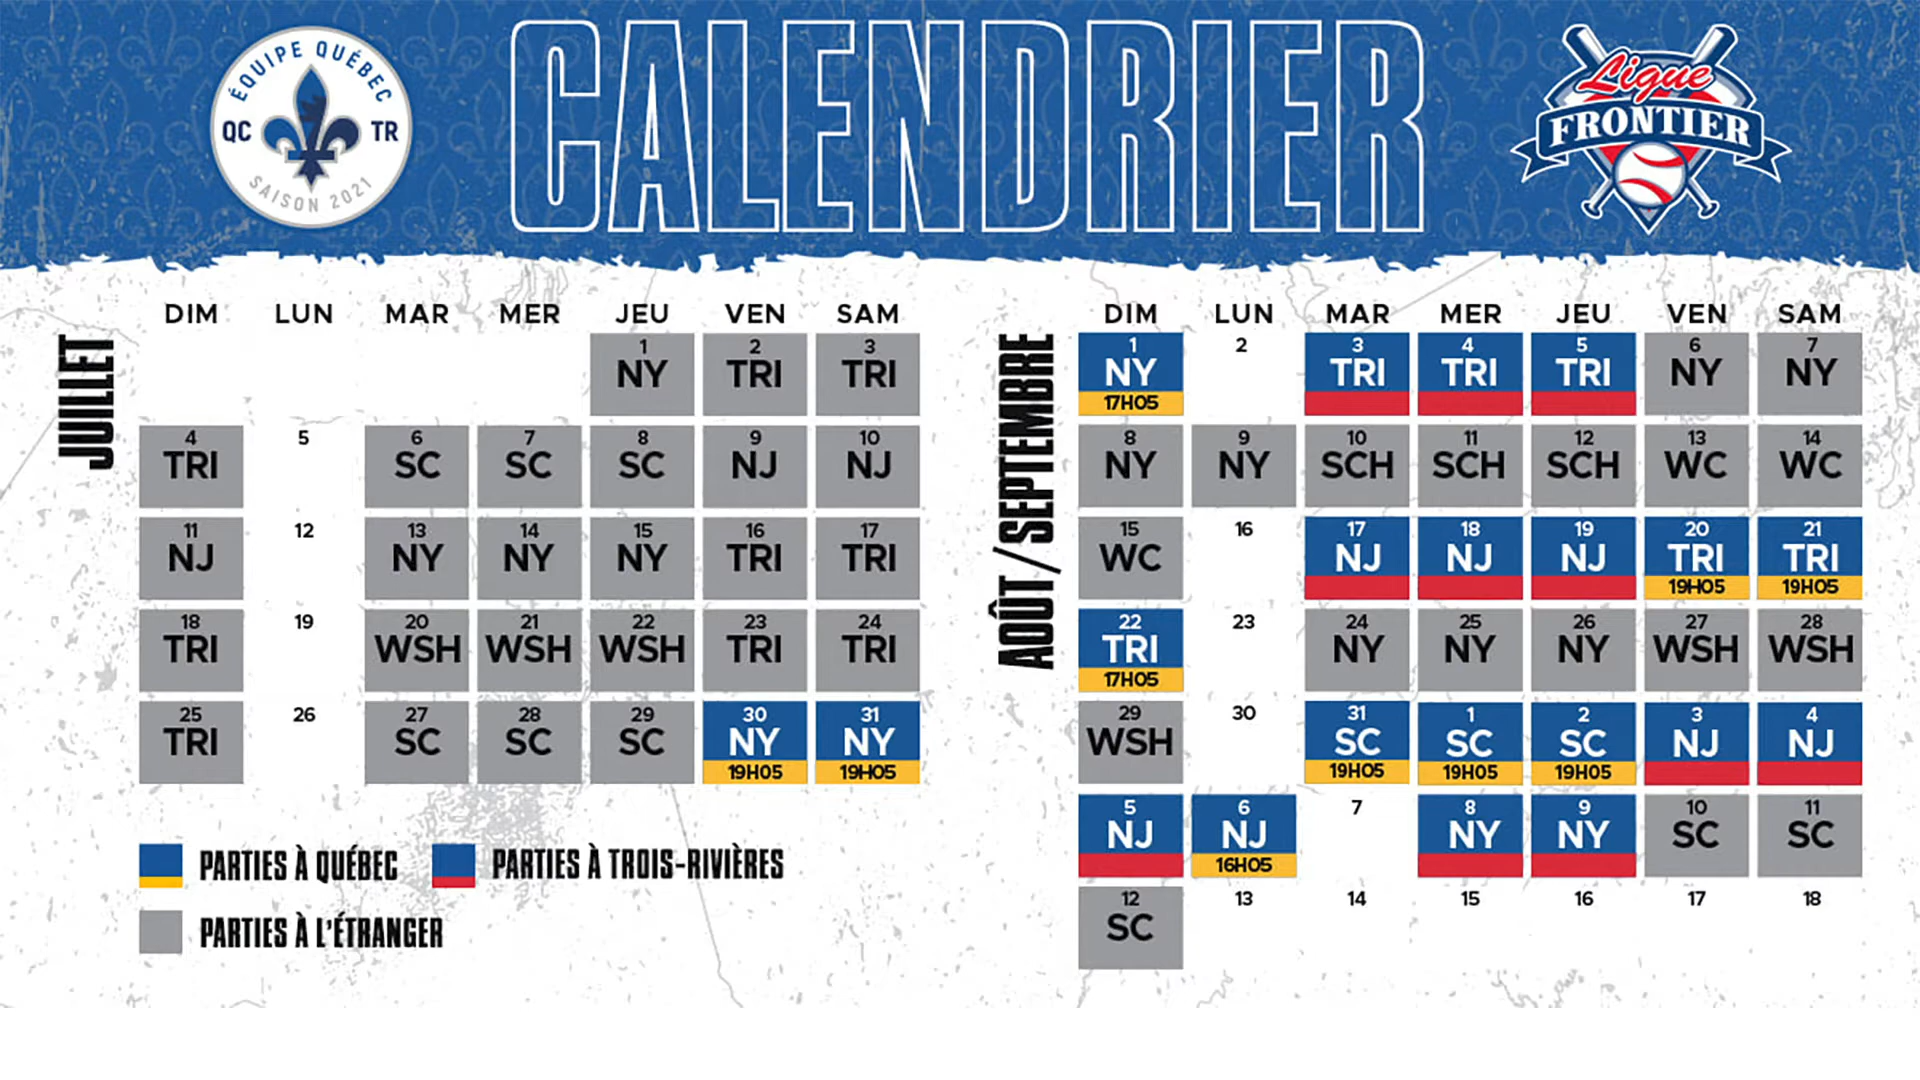 ÉQUIPE QUÉBEC
QC TR
SAISON 2021
CALENDRIER
Ligue
FRONTIER
JUILLET
DIM LUN MAR MER JEU VEN SAM
1 2 3
NY TRI TRI
4 5 6 7 8 9 10
TRI SC SC SC NJ NJ
11 12 13 14 15 16 17
NJ NY NY NY TRI TRI
18 19 20 21 22 23 24
TRI WSH WSH WSH TRI TRI
25 26 27 28 29 30 31
TRI SC SC SC NY NY
19H05 19H05
PARTIES À QUÉBEC PARTIES À TROIS-RIVIÈRES
PARTIES À L'ÉTRANGER
AOÛT / SEPTEMBRE
DIM LUN MAR MER JEU VEN SAM
1 2 3 4 5 6 7
NY TRI TRI TRI NY NY
17H05
8 9 10 11 12 13 14
NY NY SCH SCH SCH WC WC
15 16 17 18 19 20 21
WC NJ NJ NJ TRI TRI
19H05 19H05
22 23 24 25 26 27 28
TRI NY NY NY WSH WSH
17H05
29 30 31 1 2 3 4
WSH SC SC SC NJ NJ
19H05 19H05 19H05
5 6 7 8 9 10 11
NJ NJ NY NY SC SC
16H05
12 13 14 15 16 17 18
SC